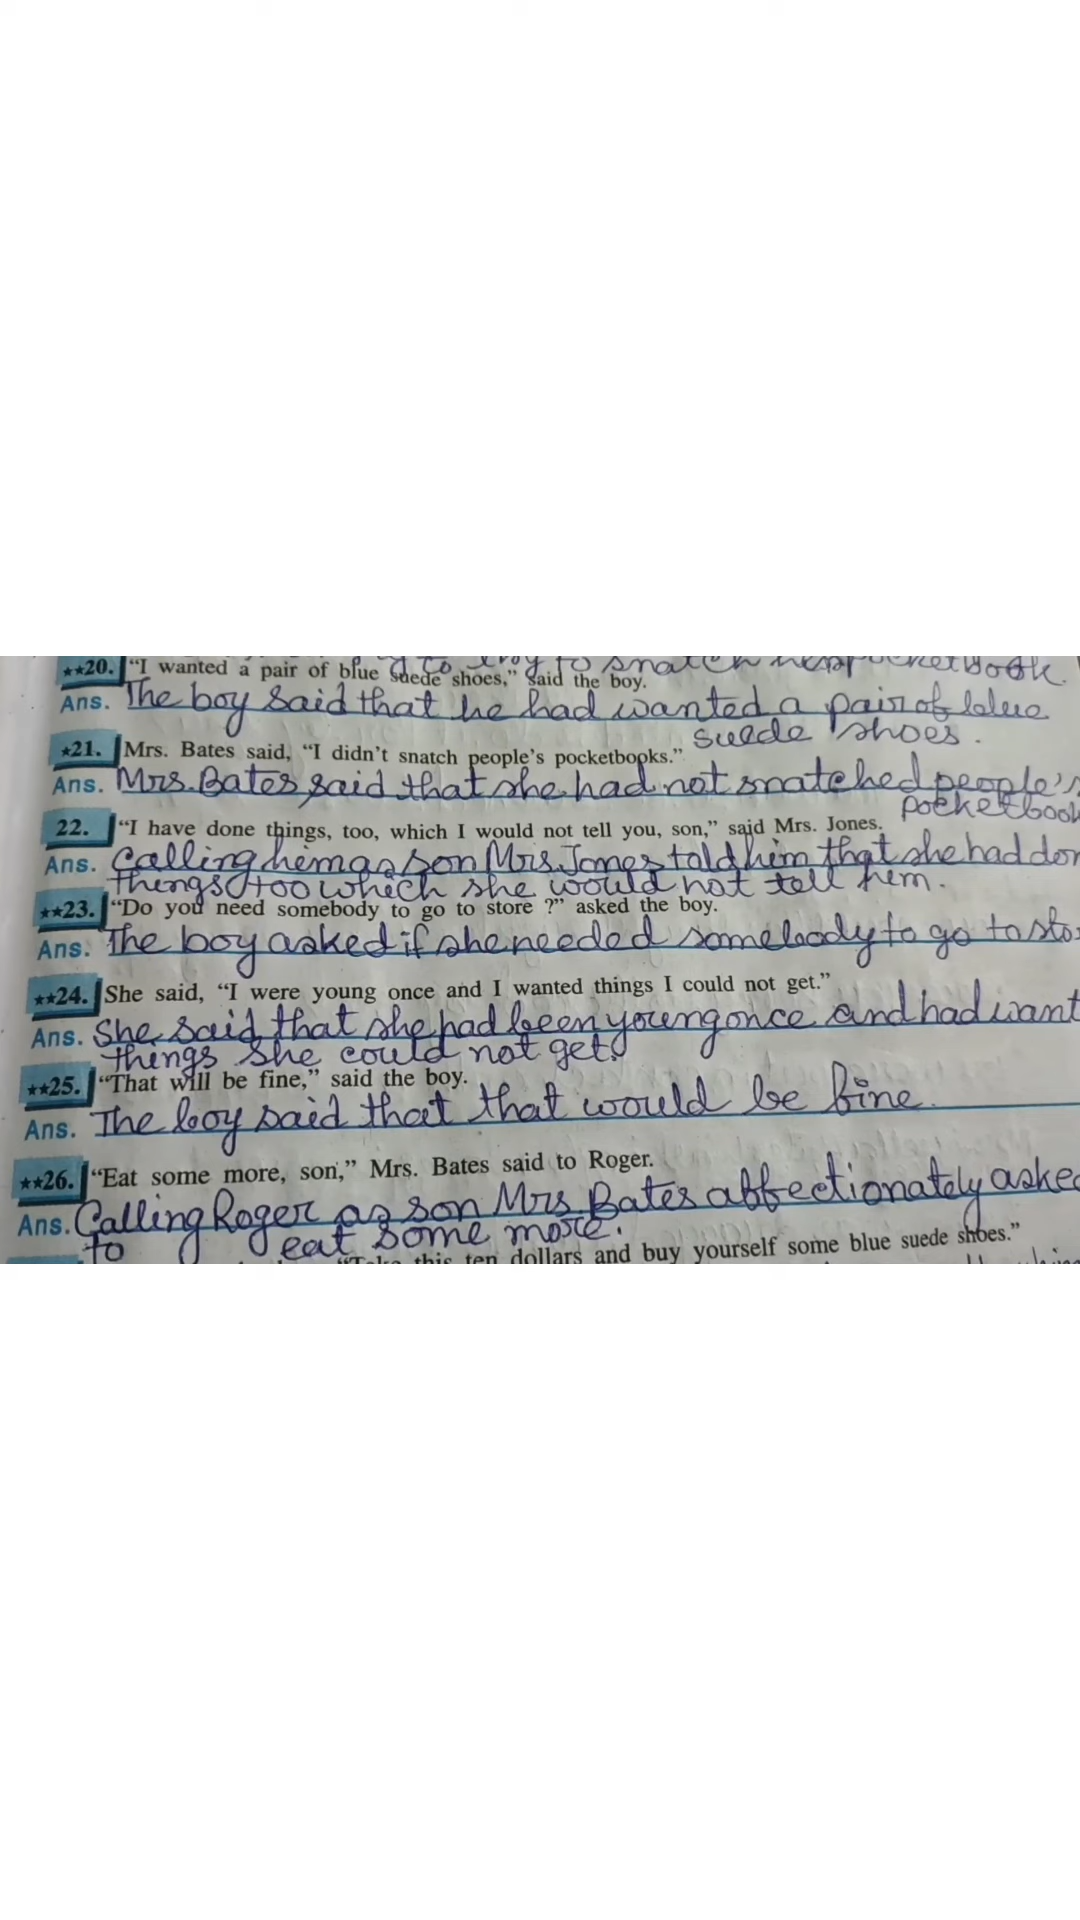 to try to snatch her pocketbook.
★★20. "I wanted a pair of blue suede shoes," said the boy.
Ans. The boy said that he had wanted a pair of blue
suede shoes.
★21. Mrs. Bates said, "I didn't snatch people's pocketbooks."
Ans. Mrs. Bates said that she had not snatched people's
pocketbook
22. "I have done things, too, which I would not tell you, son," said Mrs. Jones.
Ans. Calling him as son Mrs. Jones told him that she had don
things too which she would not tell him.
★★23. "Do you need somebody to go to store ?" asked the boy.
Ans. The boy asked if she needed somebody to go to sto
★★24. She said, "I were young once and I wanted things I could not get."
Ans. She said that she had been young once and had want
things she could not get.
★★25. "That will be fine," said the boy.
Ans. The boy said that that would be fine.
★★26. "Eat some more, son," Mrs. Bates said to Roger.
Ans. Calling Roger as son Mrs Bates affectionately asked
to eat some more.
"Take this ten dollars and buy yourself some blue suede shoes."